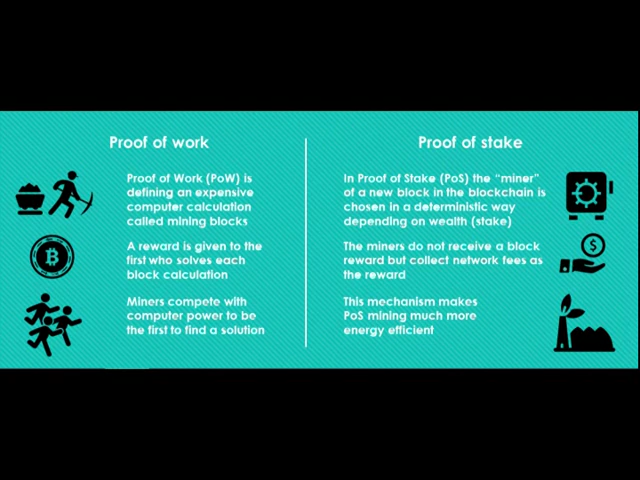 Proof of work
Proof of Work (PoW) is
defining an expensive
computer calculation
called mining blocks
A reward is given to the
first who solves each
block calculation
Miners compete with
computer power to be
the first to find a solution
Proof of stake
In Proof of Stake (PoS) the “miner”
of a new block in the blockchain is
chosen in a deterministic way
depending on wealth (stake)
The miners do not receive a block
reward but collect network fees as
the reward
This mechanism makes
PoS mining much more
energy efficient